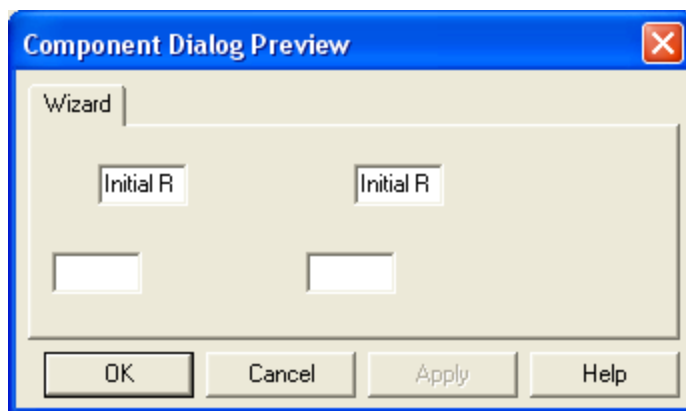 Component Dialog Preview
Wizard
Initial R Initial R
OK Cancel Apply Help